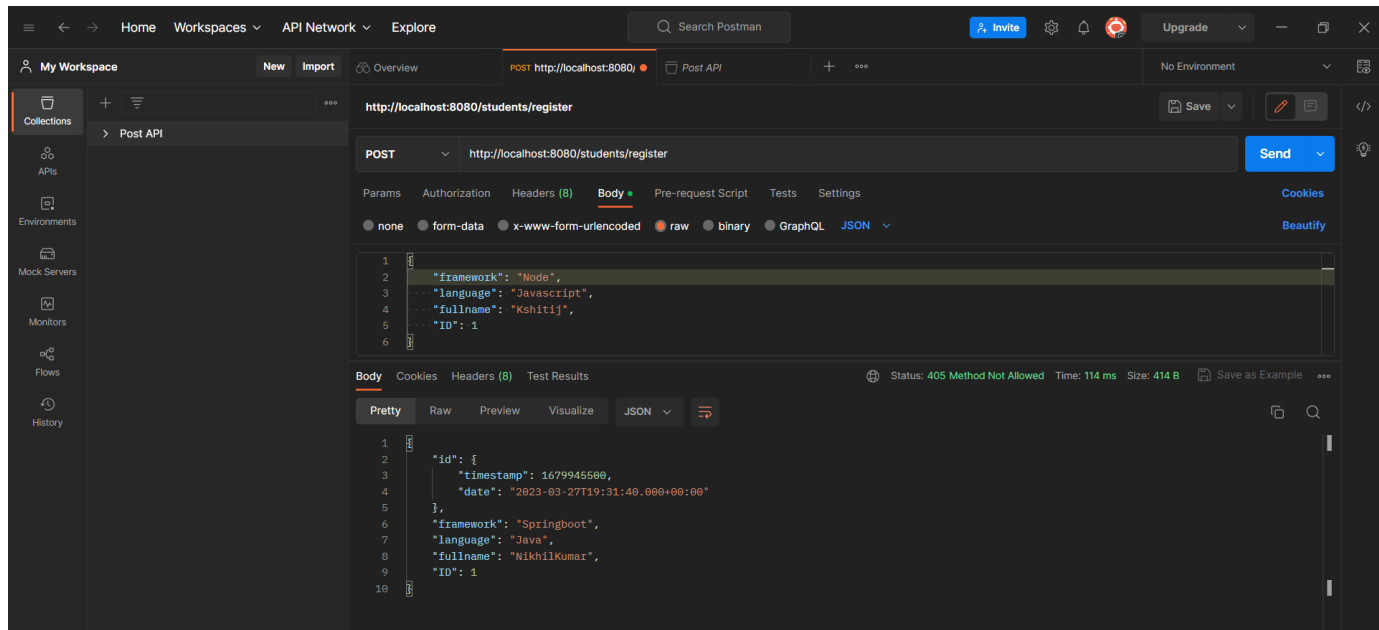 Home Workspaces API Network Explore Search Postman Invite Upgrade
My Workspace New Import Overview POST http://localhost:8080/ Post API No Environment
Collections
APIs
Environments
Mock Servers
Monitors
Flows
History
Post API
http://localhost:8080/students/register Save
POST http://localhost:8080/students/register Send
Params Authorization Headers (8) Body Pre-request Script Tests Settings Cookies
none form-data x-www-form-urlencoded raw binary GraphQL JSON Beautify
1 {
2 "framework": "Node",
3 "language": "Javascript",
4 "fullname": "Kshitij",
5 "ID": 1
6 }
Body Cookies Headers (8) Test Results Status: 405 Method Not Allowed Time: 114 ms Size: 414 B Save as Example
Pretty Raw Preview Visualize JSON
1 {
2 "id": {
3 "timestamp": 1679945500,
4 "date": "2023-03-27T19:31:40.000+00:00"
5 },
6 "framework": "Springboot",
7 "language": "Java",
8 "fullname": "NikhilKumar",
9 "ID": 1
10 }